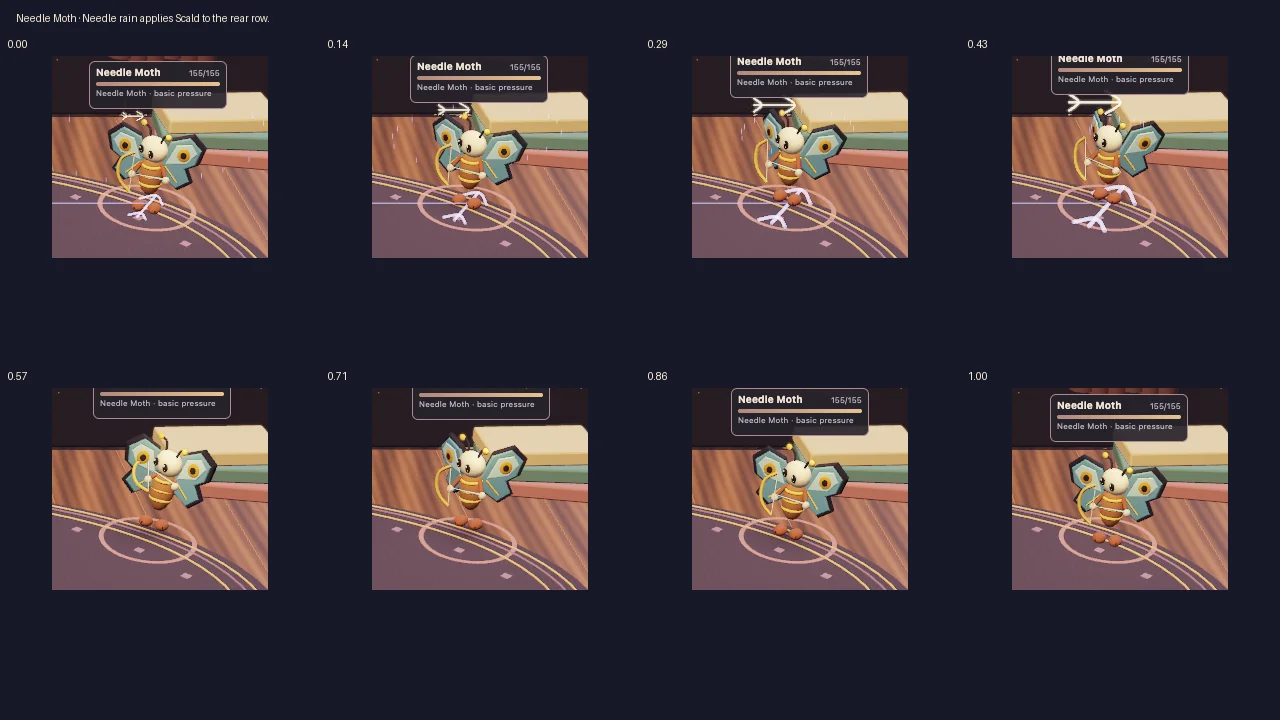 Needle Moth · Needle rain applies Scald to the rear row.
0.00
0.14
0.29
0.43
Needle Moth 155/155
Needle Moth · basic pressure
Needle Moth 155/155
Needle Moth · basic pressure
Needle Moth 155/155
Needle Moth · basic pressure
Needle Moth 155/155
Needle Moth · basic pressure
0.57
0.71
0.86
1.00
Needle Moth · basic pressure
Needle Moth · basic pressure
Needle Moth 155/155
Needle Moth · basic pressure
Needle Moth 155/155
Needle Moth · basic pressure